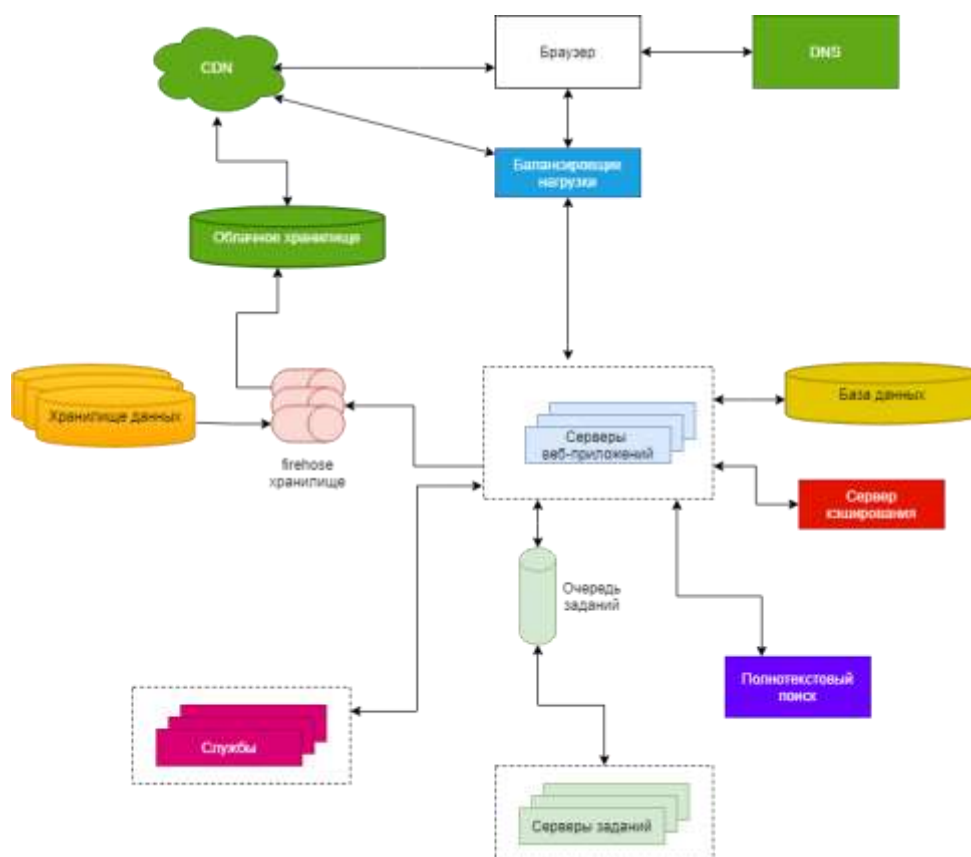 CDN
Браузер
DNS
Балансировщик
нагрузки
Облачное хранилище
Хранилище данных
firehose
хранилище
Серверы
веб-приложений
База данных
Сервер
кэширования
Очередь
заданий
Полнотекстовый
поиск
Службы
Серверы заданий